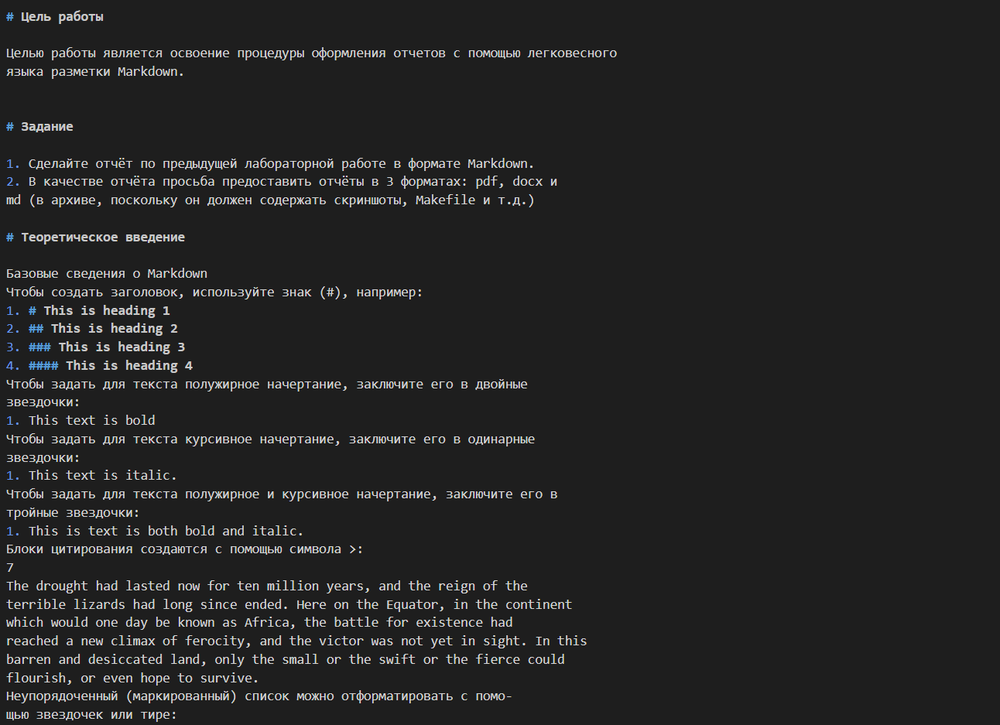 # Цель работы
Целью работы является освоение процедуры оформления отчетов с помощью легковесного
языка разметки Markdown.
# Задание
1. Сделайте отчёт по предыдущей лабораторной работе в формате Markdown.
2. В качестве отчёта просьба предоставить отчёты в 3 форматах: pdf, docx и
md (в архиве, поскольку он должен содержать скриншоты, Makefile и т.д.)
# Теоретическое введение
Базовые сведения о Markdown
Чтобы создать заголовок, используйте знак (#), например:
1. # This is heading 1
2. ## This is heading 2
3. ### This is heading 3
4. #### This is heading 4
Чтобы задать для текста полужирное начертание, заключите его в двойные
звездочки:
1. This text is bold
Чтобы задать для текста курсивное начертание, заключите его в одинарные
звездочки:
1. This text is italic.
Чтобы задать для текста полужирное и курсивное начертание, заключите его в
тройные звездочки:
1. This is text is both bold and italic.
Блоки цитирования создаются с помощью символа >:
7
The drought had lasted now for ten million years, and the reign of the
terrible lizards had long since ended. Here on the Equator, in the continent
which would one day be known as Africa, the battle for existence had
reached a new climax of ferocity, and the victor was not yet in sight. In this
barren and desiccated land, only the small or the swift or the fierce could
flourish, or even hope to survive.
Неупорядоченный (маркированный) список можно отформатировать с помо-
щью звездочек или тире: